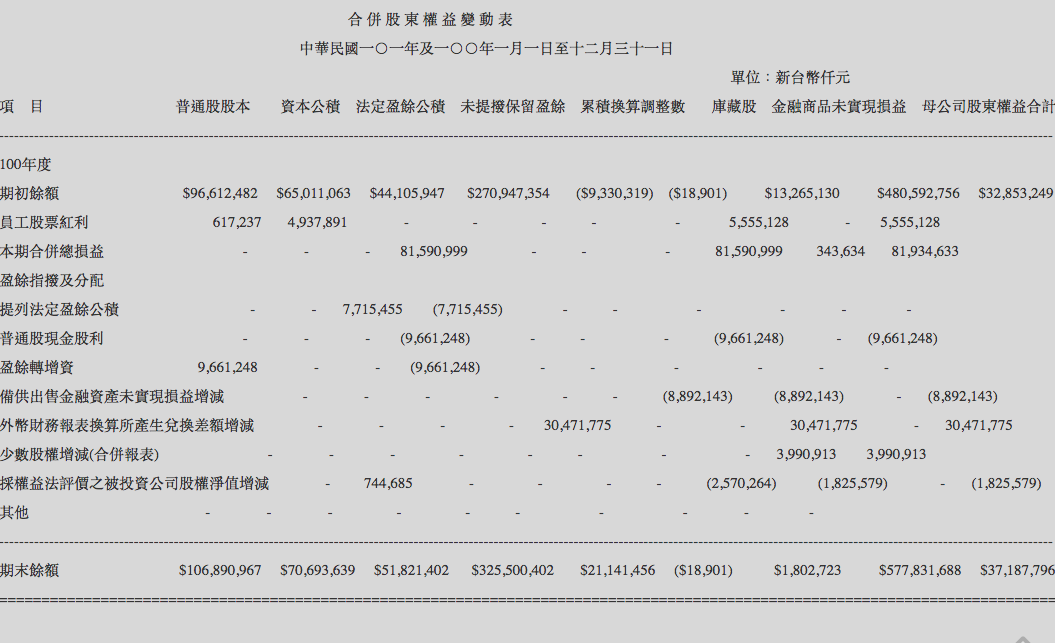 合 併 股 東 權 益 變 動 表
中華民國一○一年及一○○年一月一日至十二月三十一日
單位：新台幣仟元
項 目 普通股股本 資本公積 法定盈餘公積 未提撥保留盈餘 累積換算調整數 庫藏股 金融商品未實現損益 母公司股東權益合計
--------------------------------------------------------------------------------
100年度
期初餘額 $96,612,482 $65,011,063 $44,105,947 $270,947,354 ($9,330,319) ($18,901) $13,265,130 $480,592,756 $32,853,249
員工股票紅利 617,237 4,937,891 - - - - - 5,555,128 - 5,555,128
本期合併總損益 - - - 81,590,999 - - - 81,590,999 343,634 81,934,633
盈餘指撥及分配
提列法定盈餘公積 - - 7,715,455 (7,715,455) - - - - - -
普通股現金股利 - - - (9,661,248) - - - (9,661,248) - (9,661,248)
盈餘轉增資 9,661,248 - - (9,661,248) - - - - - -
備供出售金融資產未實現損益增減 - - - - - - (8,892,143) (8,892,143) - (8,892,143)
外幣財務報表換算所產生兌換差額增減 - - - - 30,471,775 - - 30,471,775 - 30,471,775
少數股權增減(合併報表) - - - - - - - - 3,990,913 3,990,913
採權益法評價之被投資公司股權淨值增減 - 744,685 - - - - (2,570,264) (1,825,579) - (1,825,579)
其他 - - - - - - - - - -
--------------------------------------------------------------------------------
期末餘額 $106,890,967 $70,693,639 $51,821,402 $325,500,402 $21,141,456 ($18,901) $1,802,723 $577,831,688 $37,187,796
================================================================================